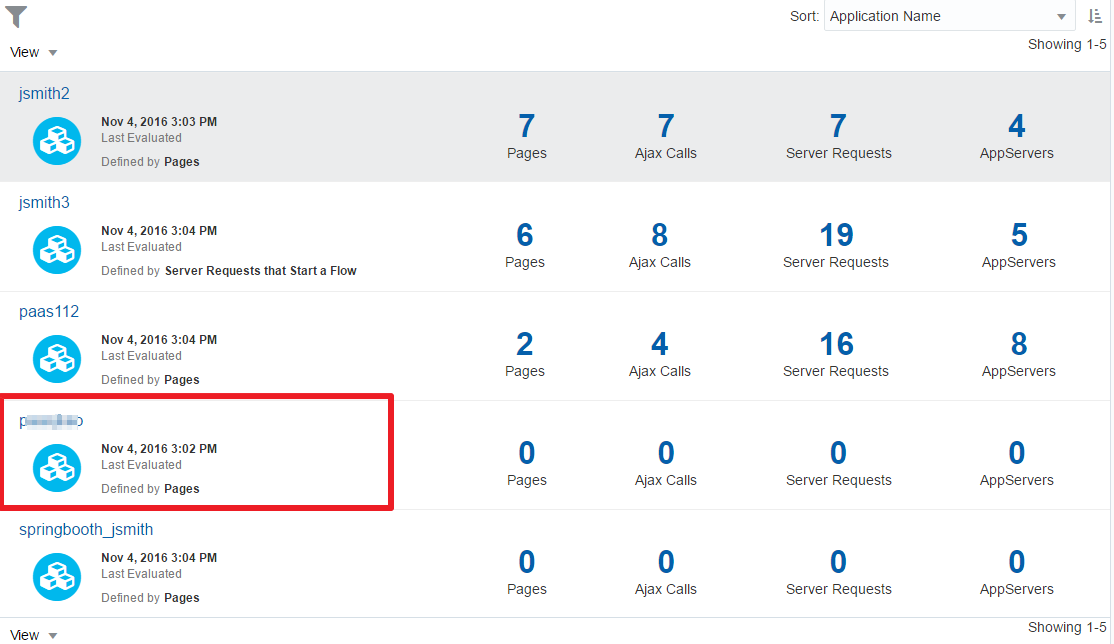 Sort: Application Name
View
Showing 1-5
jsmith2
Nov 4, 2016 3:03 PM
Last Evaluated
Defined by Pages
7 7 7 4
Pages Ajax Calls Server Requests AppServers
jsmith3
Nov 4, 2016 3:04 PM
Last Evaluated
Defined by Server Requests that Start a Flow
6 8 19 5
Pages Ajax Calls Server Requests AppServers
paas112
Nov 4, 2016 3:04 PM
Last Evaluated
Defined by Pages
2 4 16 8
Pages Ajax Calls Server Requests AppServers
Nov 4, 2016 3:02 PM
Last Evaluated
Defined by Pages
0 0 0 0
Pages Ajax Calls Server Requests AppServers
springbooth_jsmith
Nov 4, 2016 3:04 PM
Last Evaluated
Defined by Pages
0 0 0 0
Pages Ajax Calls Server Requests AppServers
View
Showing 1-5